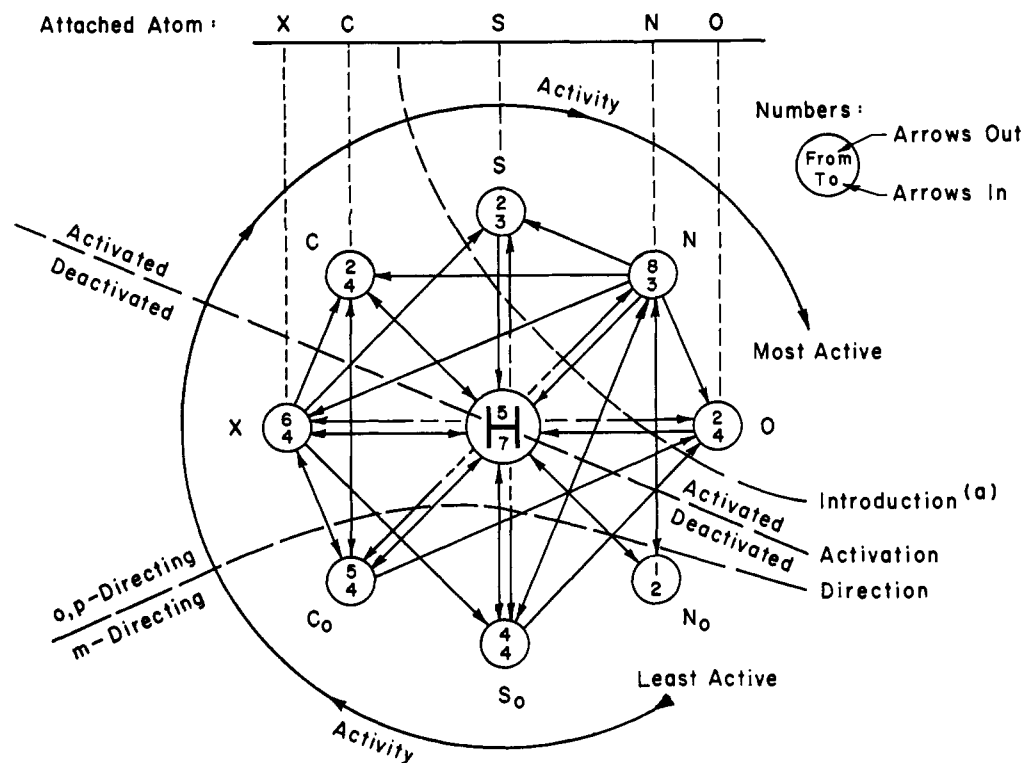 Attached Atom : X C S N O
Activity
Numbers :
From
To
Arrows Out
Arrows In
S
2
3
C
2
4
N
8
3
Activated
Deactivated
Most Active
X
6
4
5
H
7
2
4
O
Activated
Deactivated
Introduction (a)
Activation
Direction
o,p-Directing
m-Directing
5
4
Co
4
4
So
1
2
No
Least Active
Activity